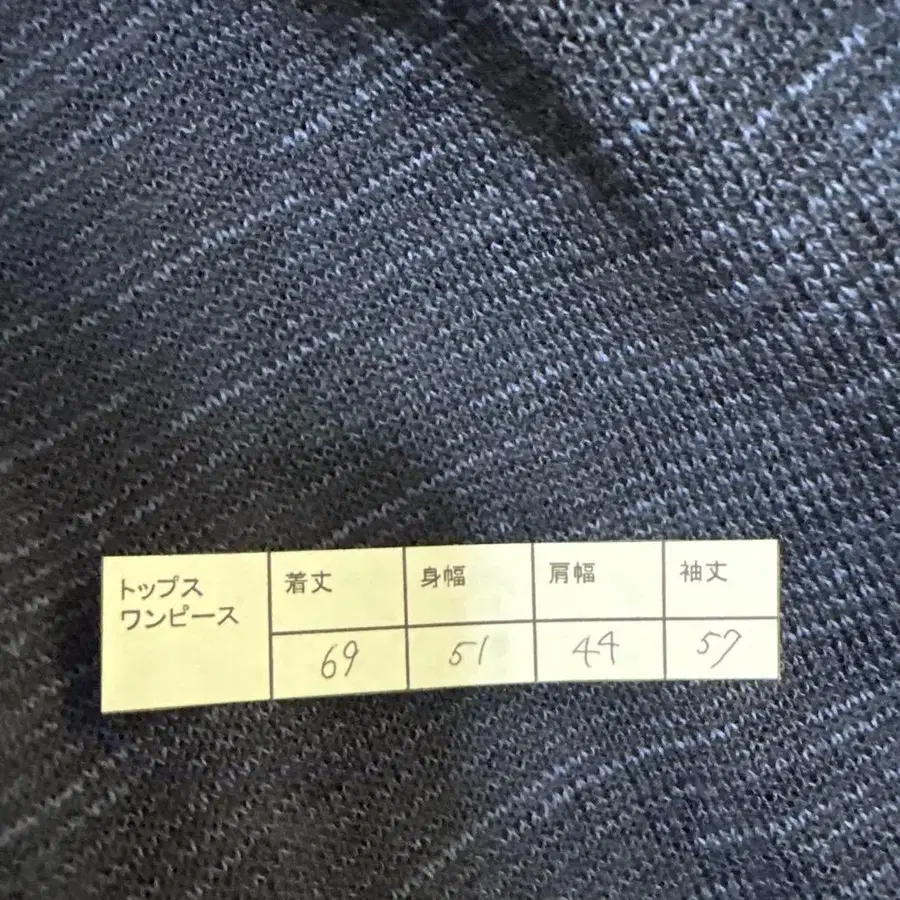 トップス
ワンピース
着丈 身幅 肩幅 袖丈
69 51 44 57